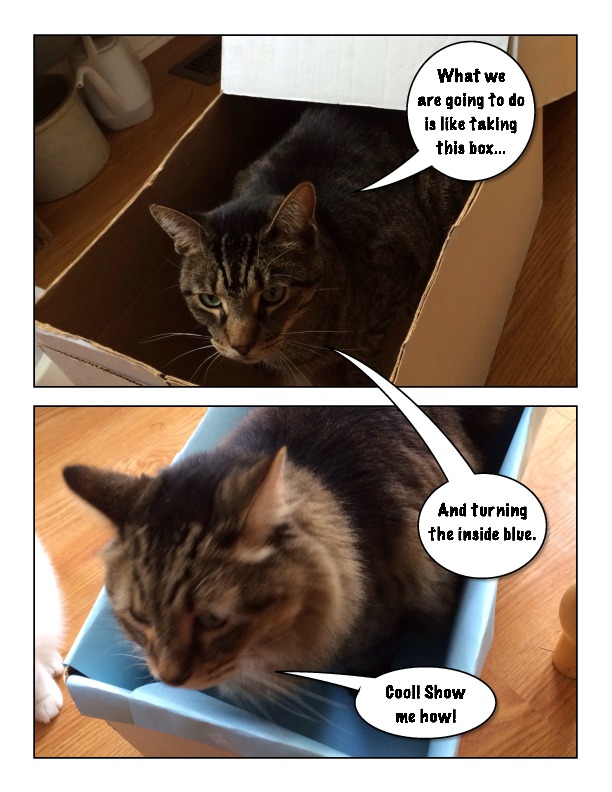 What we
are going to do
is like taking
this box...
And turning
the inside blue.
Cool! Show
me how!